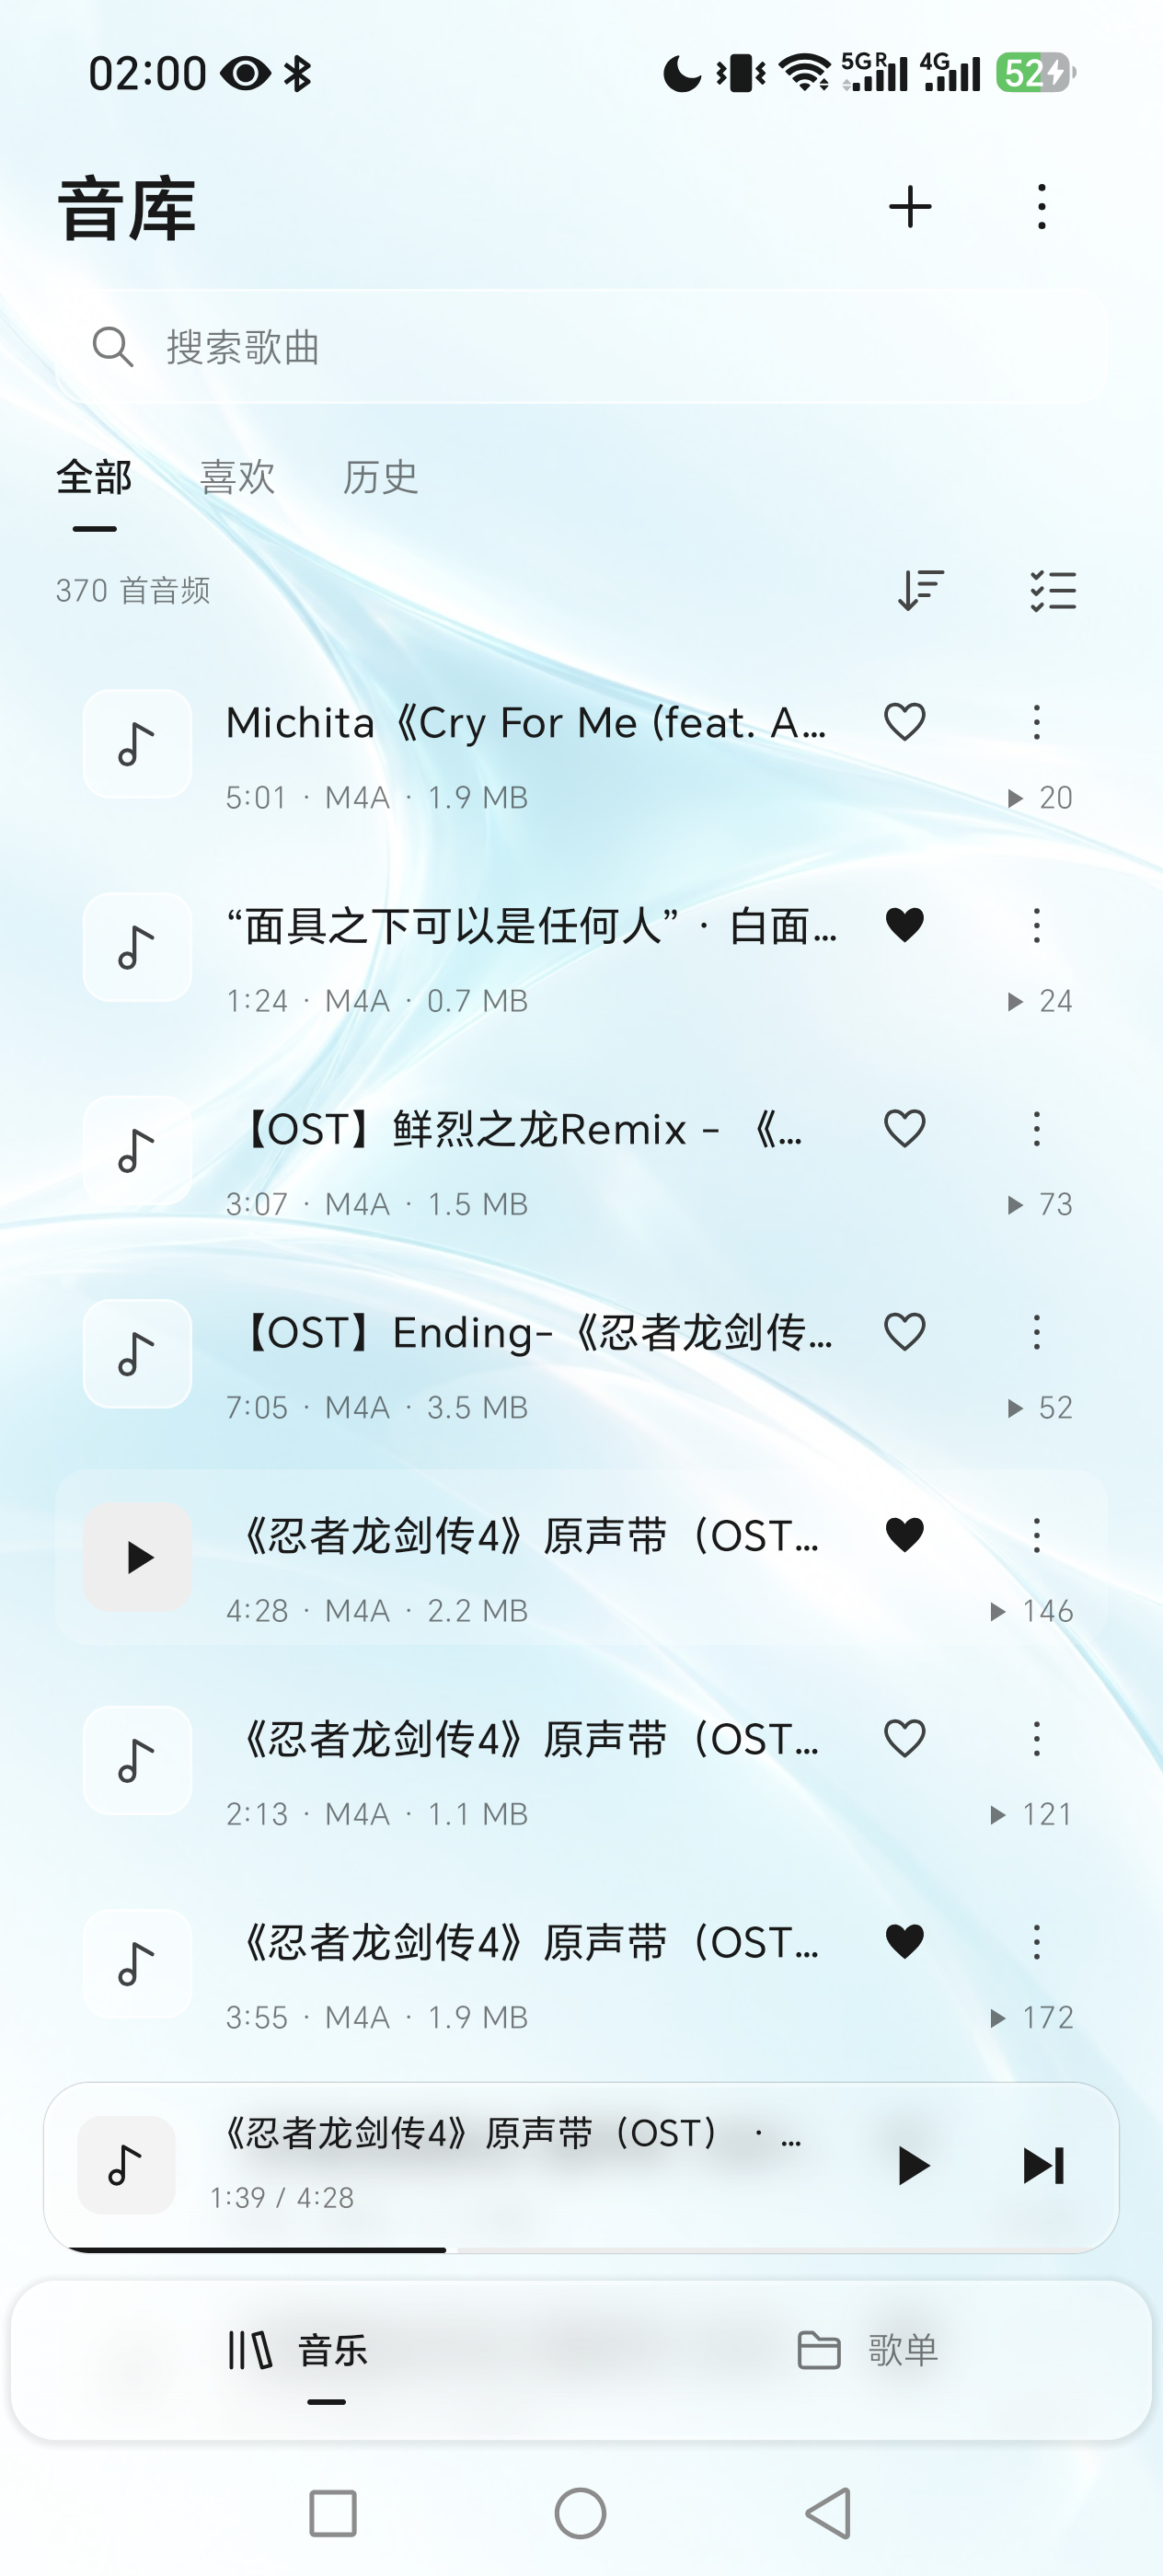 02:00 5G R 4G 52
音库
搜索歌曲
全部 喜欢 历史
370 首音频
Michita《Cry For Me (feat. A...
5:01 · M4A · 1.9 MB 20
“面具之下可以是任何人”· 白面...
1:24 · M4A · 0.7 MB 24
【OST】鲜烈之龙Remix - 《...
3:07 · M4A · 1.5 MB 73
【OST】Ending-《忍者龙剑传...
7:05 · M4A · 3.5 MB 52
《忍者龙剑传4》原声带（OST...
4:28 · M4A · 2.2 MB 146
《忍者龙剑传4》原声带（OST...
2:13 · M4A · 1.1 MB 121
《忍者龙剑传4》原声带（OST...
3:55 · M4A · 1.9 MB 172
《忍者龙剑传4》原声带（OST） · ...
1:39 / 4:28
音乐 歌单